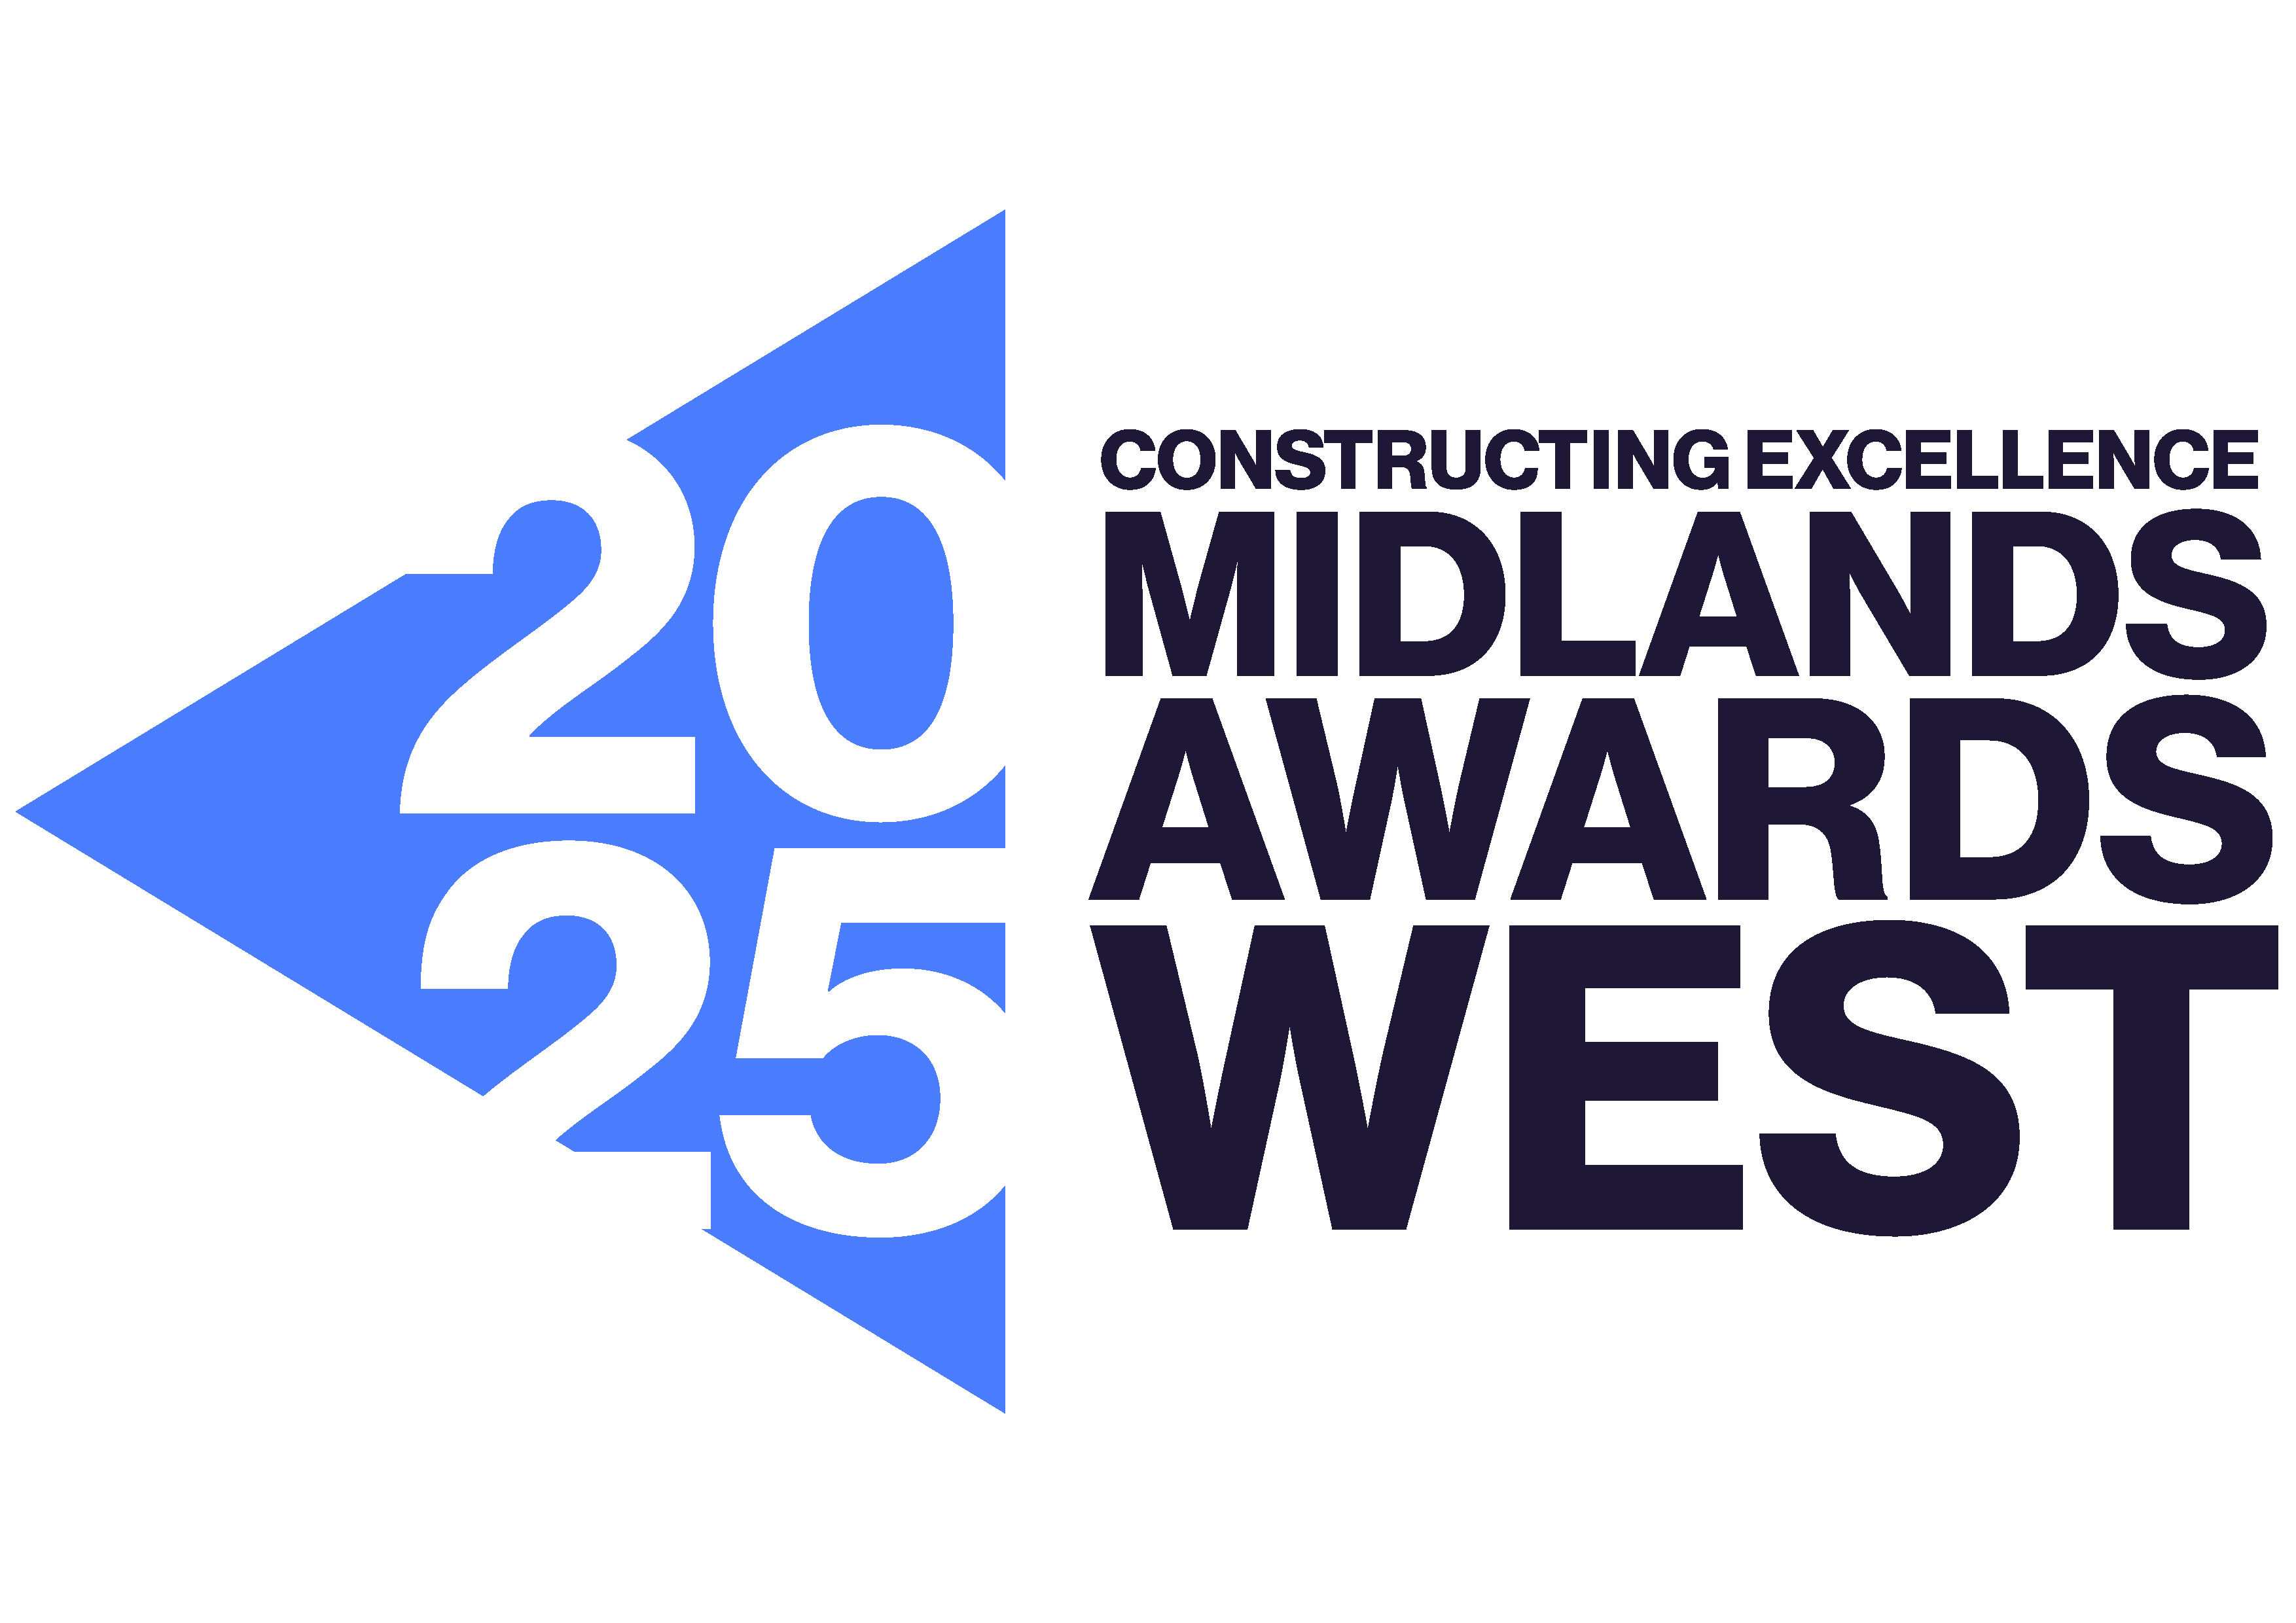 20
25
CONSTRUCTING EXCELLENCE
MIDLANDS
AWARDS
WEST